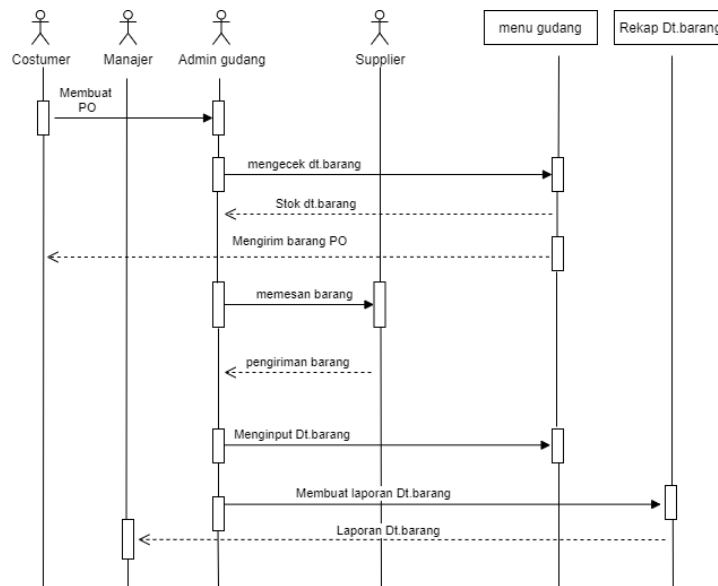 Costumer
Manajer
Admin gudang
Supplier
menu gudang
Rekap Dt.barang
Membuat
PO
mengecek dt.barang
Stok dt.barang
Mengirim barang PO
memesan barang
pengiriman barang
Menginput Dt.barang
Membuat laporan Dt.barang
Laporan Dt.barang